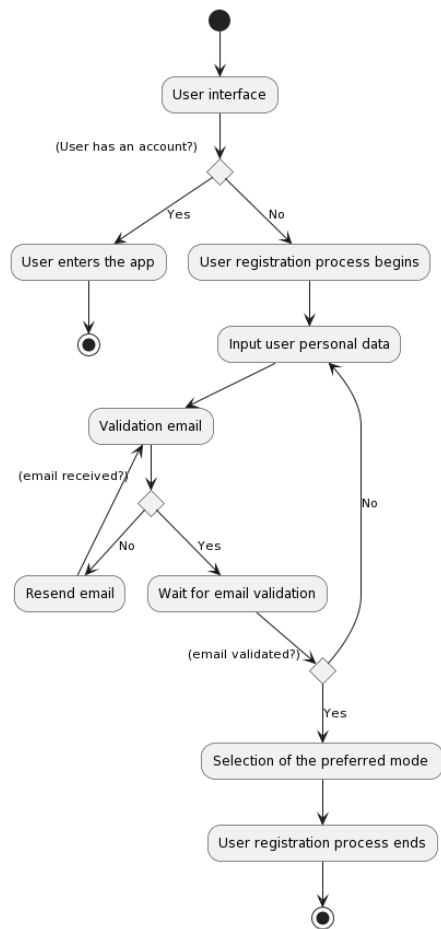 User interface
(User has an account?)
Yes
No
User enters the app
User registration process begins
Input user personal data
Validation email
(email received?)
No
No
Yes
Resend email
Wait for email validation
(email validated?)
Yes
Selection of the preferred mode
User registration process ends